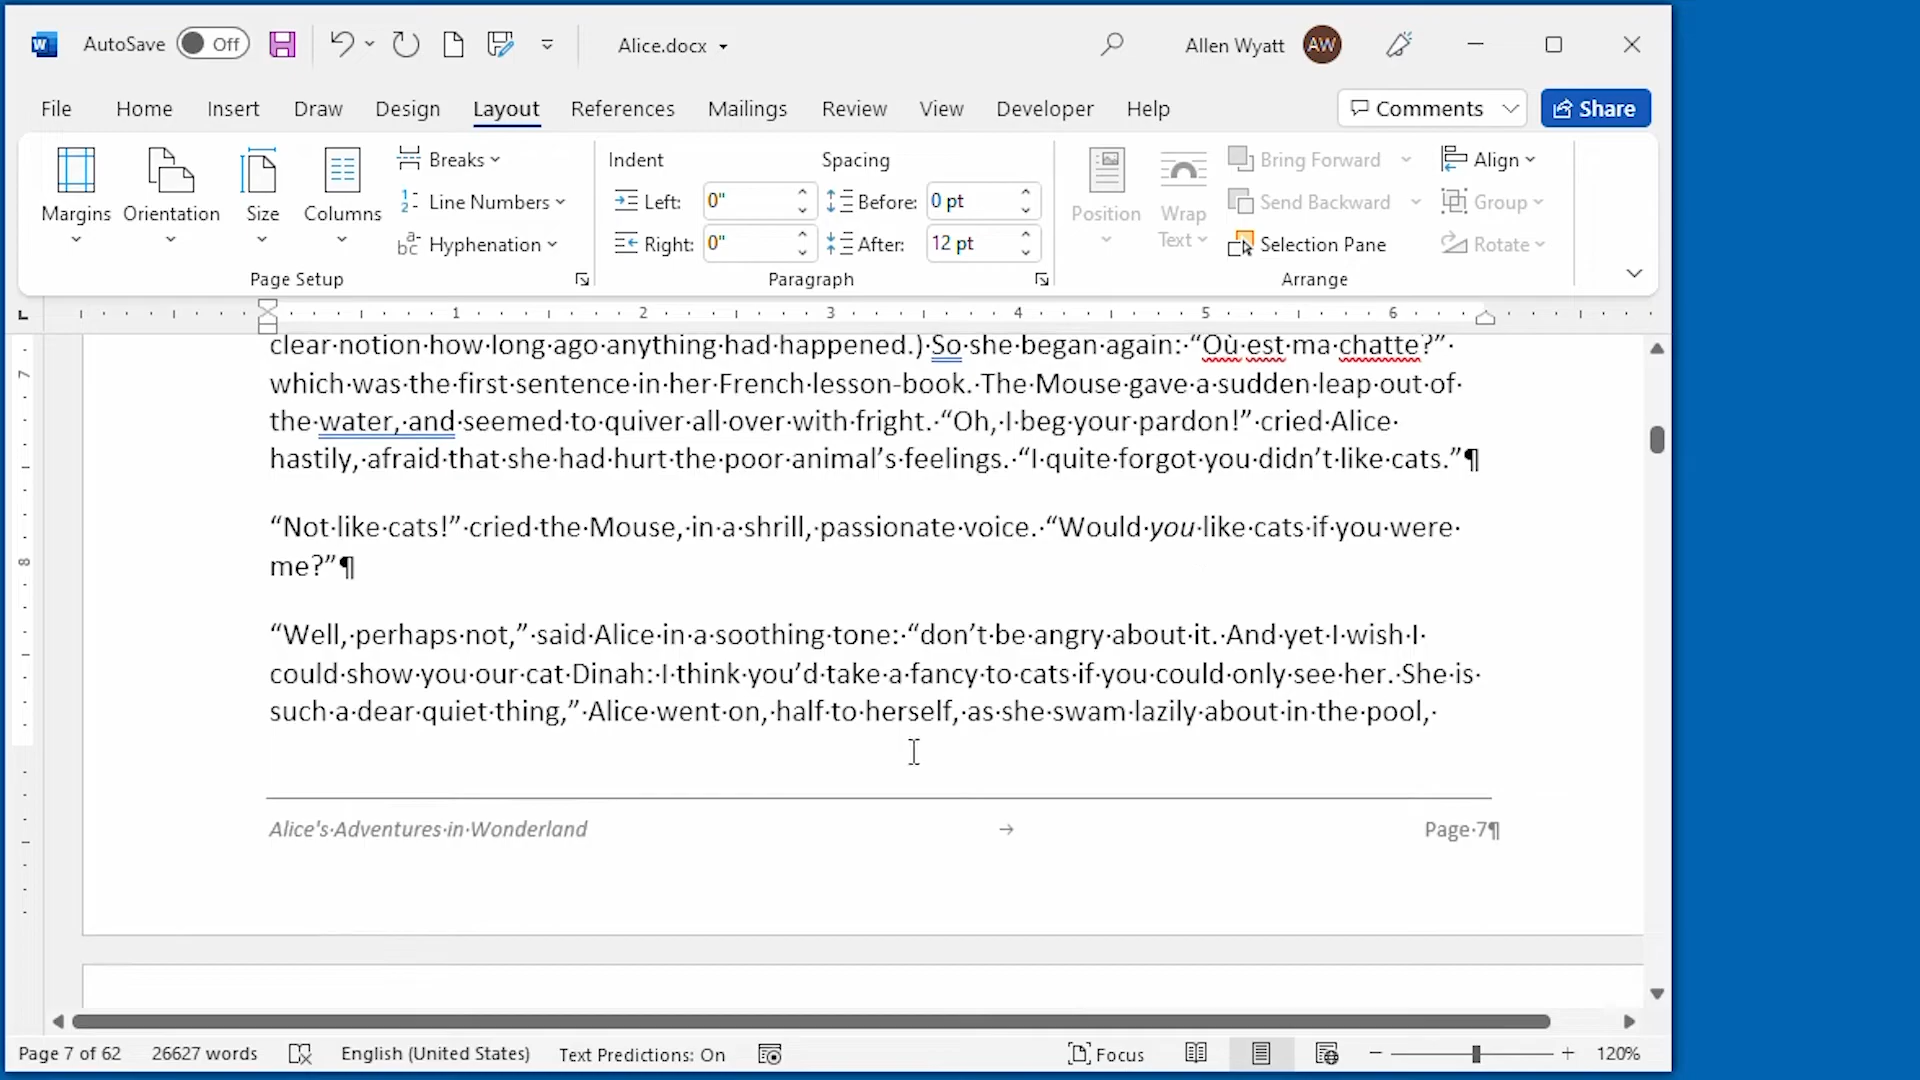 AutoSave Off Alice.docx Allen Wyatt AW
File Home Insert Draw Design Layout References Mailings Review View Developer Help Comments Share
Margins Orientation Size Columns
Breaks
Line Numbers
Hyphenation
Page Setup
Indent
Left: 0"
Right: 0"
Spacing
Before: 0 pt
After: 12 pt
Paragraph
Position Wrap Text
Bring Forward
Send Backward
Selection Pane
Align
Group
Rotate
Arrange
1 2 3 4 5 6
7
8
clear·notion·how·long·ago·anything·had·happened.)·So·she·began·again:·“Où·est·ma·chatte?”·
which·was·the·first·sentence·in·her·French·lesson-book.·The·Mouse·gave·a·sudden·leap·out·of·
the·water,·and·seemed·to·quiver·all·over·with·fright.·“Oh,·I·beg·your·pardon!”·cried·Alice·
hastily,·afraid·that·she·had·hurt·the·poor·animal’s·feelings.·“I·quite·forgot·you·didn’t·like·cats.”¶
“Not·like·cats!”·cried·the·Mouse,·in·a·shrill,·passionate·voice.·“Would·you·like·cats·if·you·were·
me?”¶
“Well,·perhaps·not,”·said·Alice·in·a·soothing·tone:·“don’t·be·angry·about·it.·And·yet·I·wish·I·
could·show·you·our·cat·Dinah:·I·think·you’d·take·a·fancy·to·cats·if·you·could·only·see·her.·She·is·
such·a·dear·quiet·thing,”·Alice·went·on,·half·to·herself,·as·she·swam·lazily·about·in·the·pool,·
Alice's·Adventures·in·Wonderland → Page·7¶
Page 7 of 62 26627 words English (United States) Text Predictions: On Focus 120%